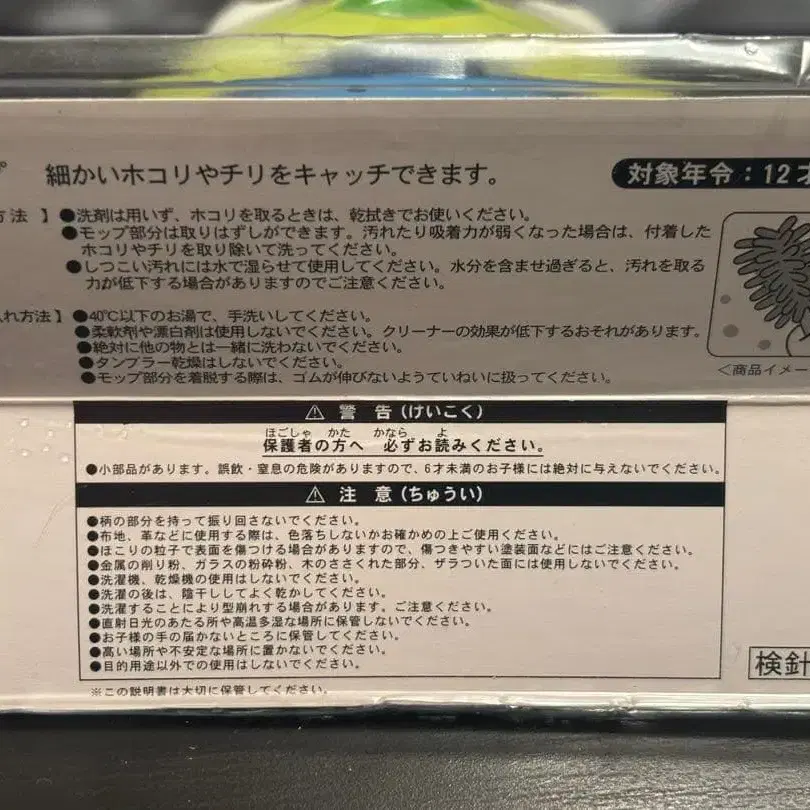 プ 細かいホコリやチリをキャッチできます。
対象年令：12才
方法 】●洗剤は用いず、ホコリを取るときは、乾拭きでお使いください。
●モップ部分は取りはずしができます。汚れたり吸着力が弱くなった場合は、付着した
ホコリやチリを取り除いて洗ってください。
●しつこい汚れには水で湿らせて使用してください。水分を含ませ過ぎると、汚れを取る
力が低下する場合がありますのでご注意ください。
れ方法】●40℃以下のお湯で、手洗いしてください。
●柔軟剤や漂白剤は使用しないでください。クリーナーの効果が低下するおそれがあります。
●絶対に他の物とは一緒に洗わないでください。
●タンブラー乾燥はしないでください。
●モップ部分を着脱する際は、ゴムが伸びないようていねいに扱ってください。
＜商品イメー
⚠ 警 告（けいこく）
ほごしゃ かた かなら よ
保護者の方へ 必ずお読みください。
●小部品があります。誤飲・窒息の危険がありますので、6才未満のお子様には絶対に与えないでください。
⚠ 注 意（ちゅうい）
●柄の部分を持って振り回さないでください。
●布地、革などに使用する際は、色落ちしないかお確かめの上ご使用ください。
●ほこりの粒子で表面を傷つける場合がありますので、傷つきやすい塗装面などにはご注意ください。
●金属の削り粉、ガラスの粉砕粉、木のささくれた部分、ザラついた面には使用しないでください。
●洗濯機、乾燥機の使用はしないでください。
●洗濯の後は、陰干ししてよく乾かしてください。
●洗濯することにより型崩れする場合があります。ご注意ください。
●直射日光のあたる所や高温多湿な場所に保管しないでください。
●お子様の手の届かないところに保管してください。
●高い場所や不安定な場所に置かないでください。
●目的用途以外での使用はしないでください。
検針
※この説明書は大切に保管してください。